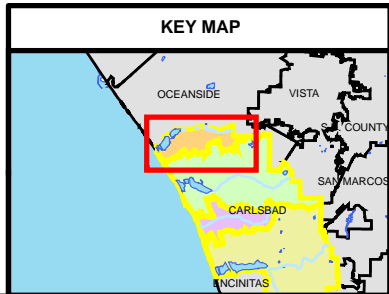 KEY MAP
OCEANSIDE
VISTA
S.D. COUNTY
SAN MARCOS
CARLSBAD
ENCINITAS